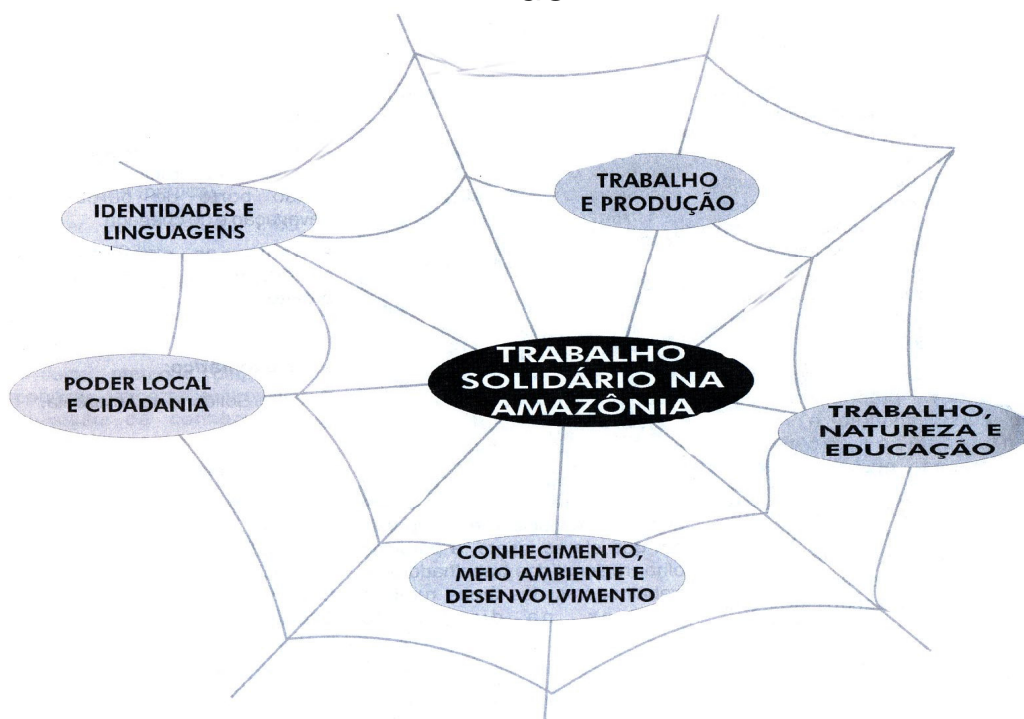 TRABALHO
E PRODUÇÃO
IDENTIDADES E
LINGUAGENS
TRABALHO
SOLIDÁRIO NA
AMAZÔNIA
PODER LOCAL
E CIDADANIA
TRABALHO,
NATUREZA E
EDUCAÇÃO
CONHECIMENTO,
MEIO AMBIENTE E
DESENVOLVIMENTO